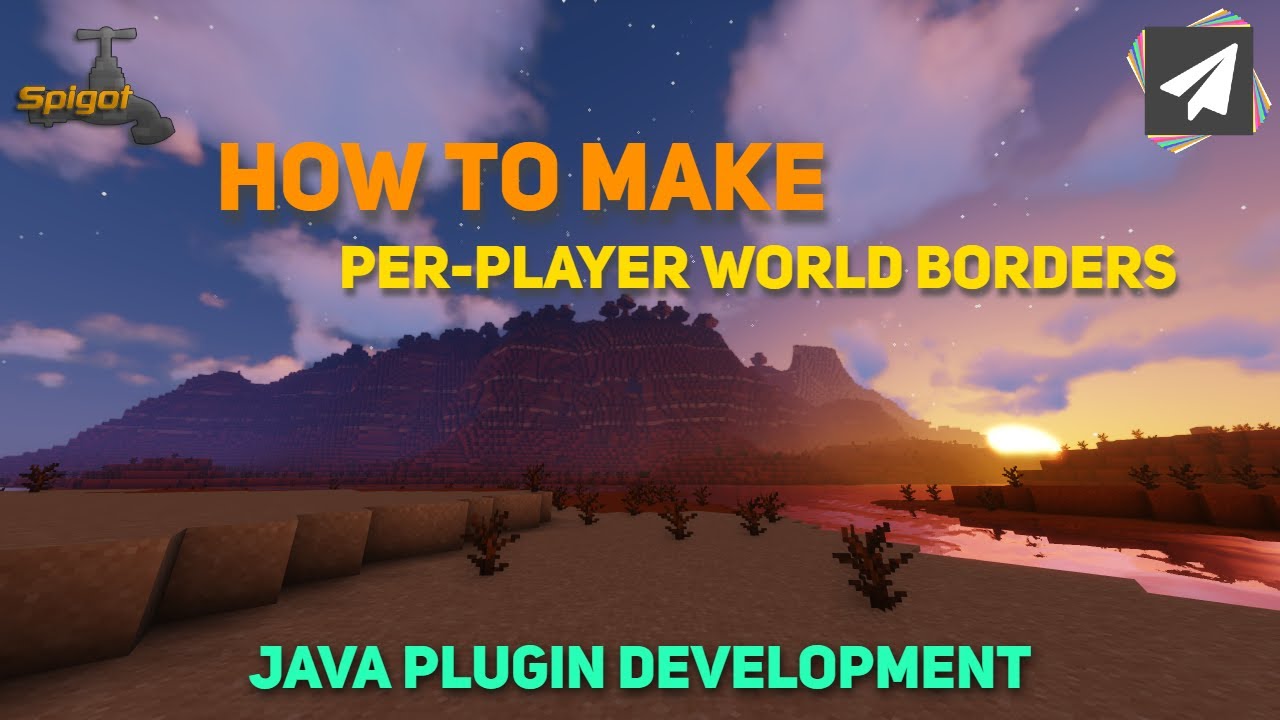 Spigot
HOW TO MAKE
PER-PLAYER WORLD BORDERS
JAVA PLUGIN DEVELOPMENT